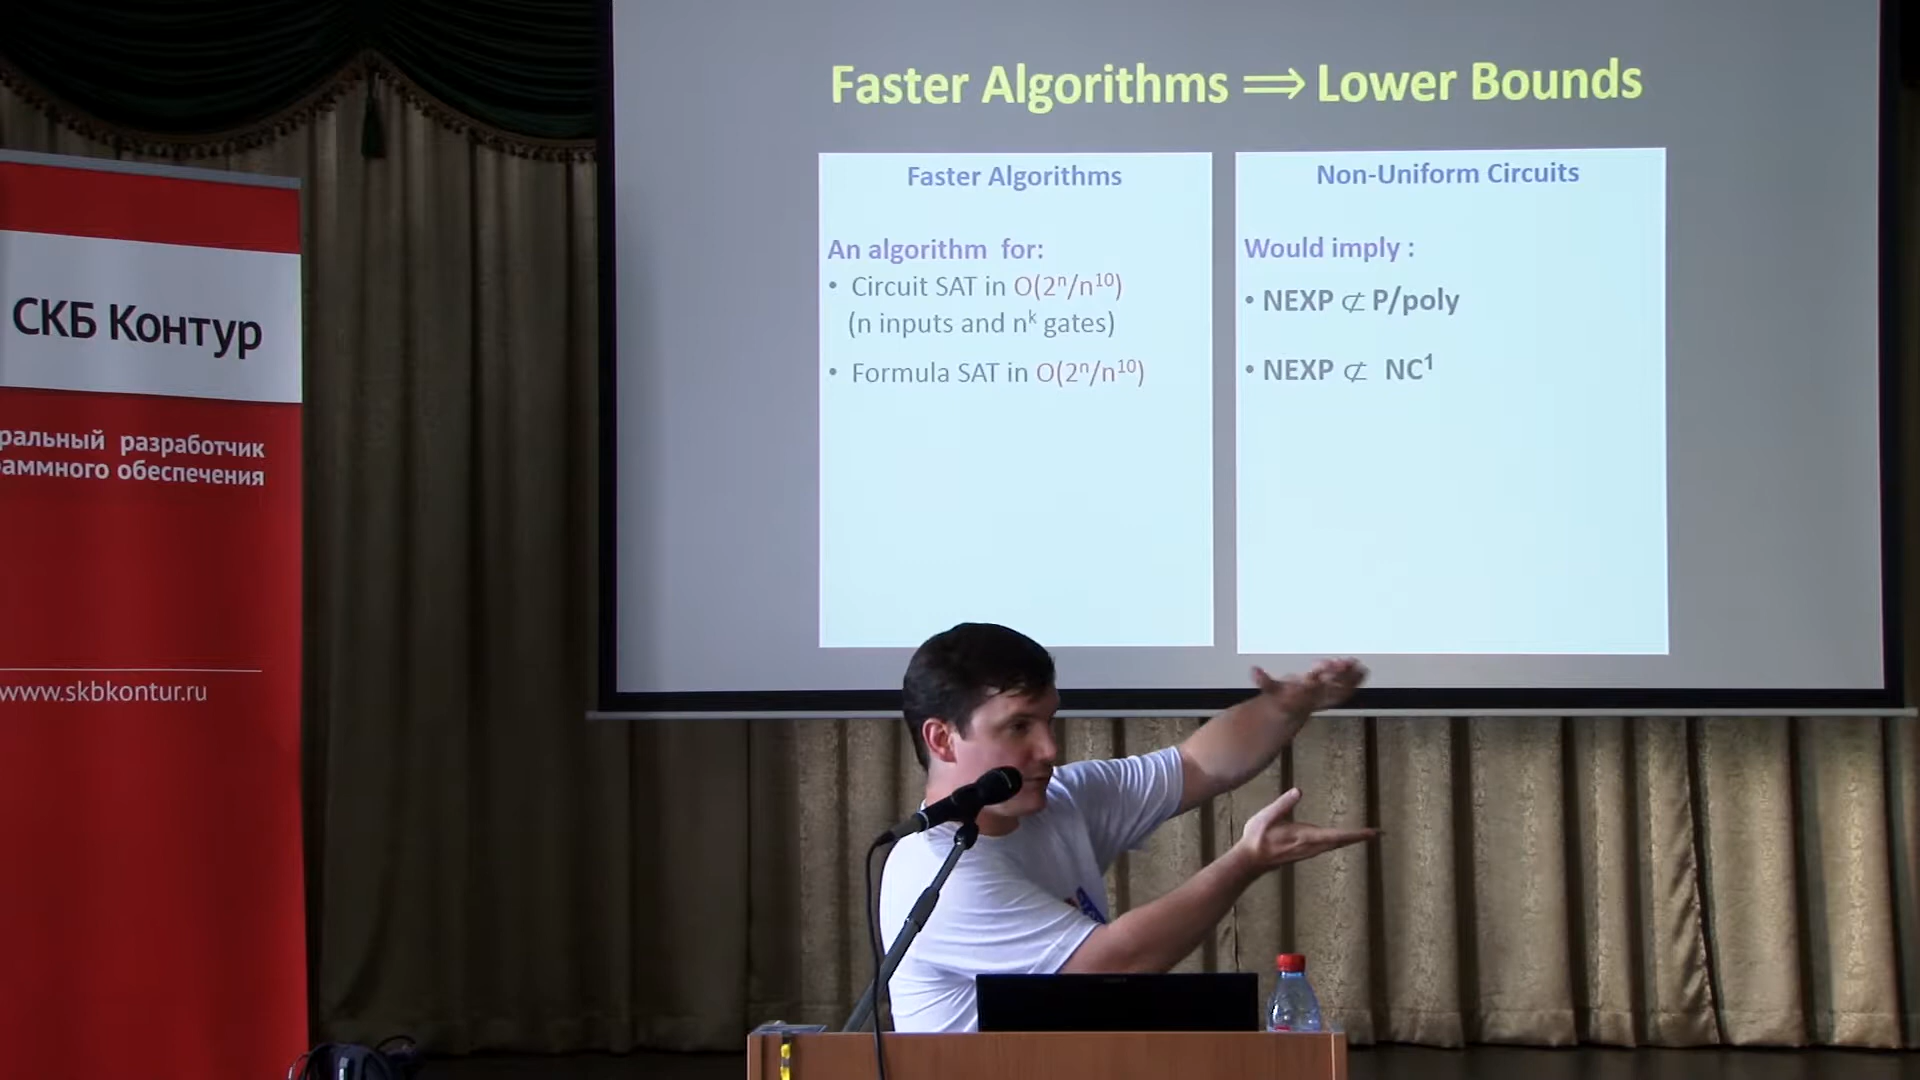 Faster Algorithms ⟹ Lower Bounds
Faster Algorithms
An algorithm for:
• Circuit SAT in O(2ⁿ/n¹⁰)
(n inputs and nᵏ gates)
• Formula SAT in O(2ⁿ/n¹⁰)
Non-Uniform Circuits
Would imply :
• NEXP ⊄ P/poly
• NEXP ⊄ NC¹
СКБ Контур
ральный разработчик
аммного обеспечения
www.skbkontur.ru